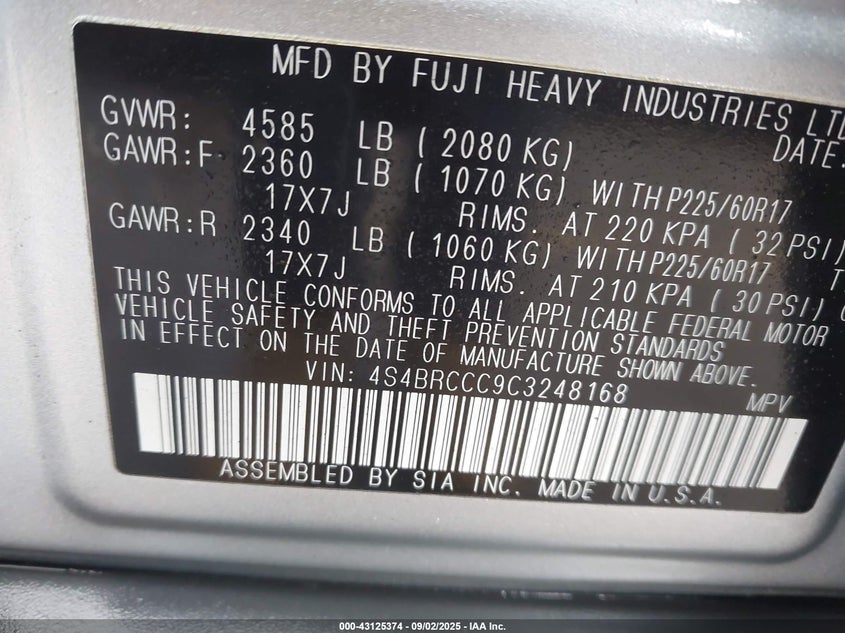 MFD BY FUJI HEAVY INDUSTRIES LTD
GVWR: 4585 LB ( 2080 KG) DATE:
GAWR:F 2360 LB ( 1070 KG) WITH P225/60R17
17X7J RIMS. AT 220 KPA ( 32 PSI)
GAWR:R 2340 LB ( 1060 KG) WITH P225/60R17 T
17X7J RIMS. AT 210 KPA ( 30 PSI)
THIS VEHICLE CONFORMS TO ALL APPLICABLE FEDERAL MOTOR
VEHICLE SAFETY AND THEFT PREVENTION STANDARDS
IN EFFECT ON THE DATE OF MANUFACTURE SHOWN ABOVE.
VIN: 4S4BRCCC9C3248168 MPV
ASSEMBLED BY SIA INC. MADE IN U.S.A.
000-43125374 - 09/02/2025 - IAA Inc.